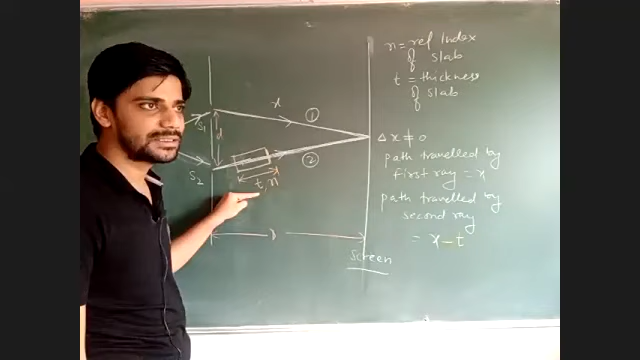 n = ref Index
of slab
t = thickness
of slab
x
①
S1
d
②
S2
t, n
D
Screen
Δx ≠ 0
path travelled by
first ray = x
path travelled by
second ray
= x - t